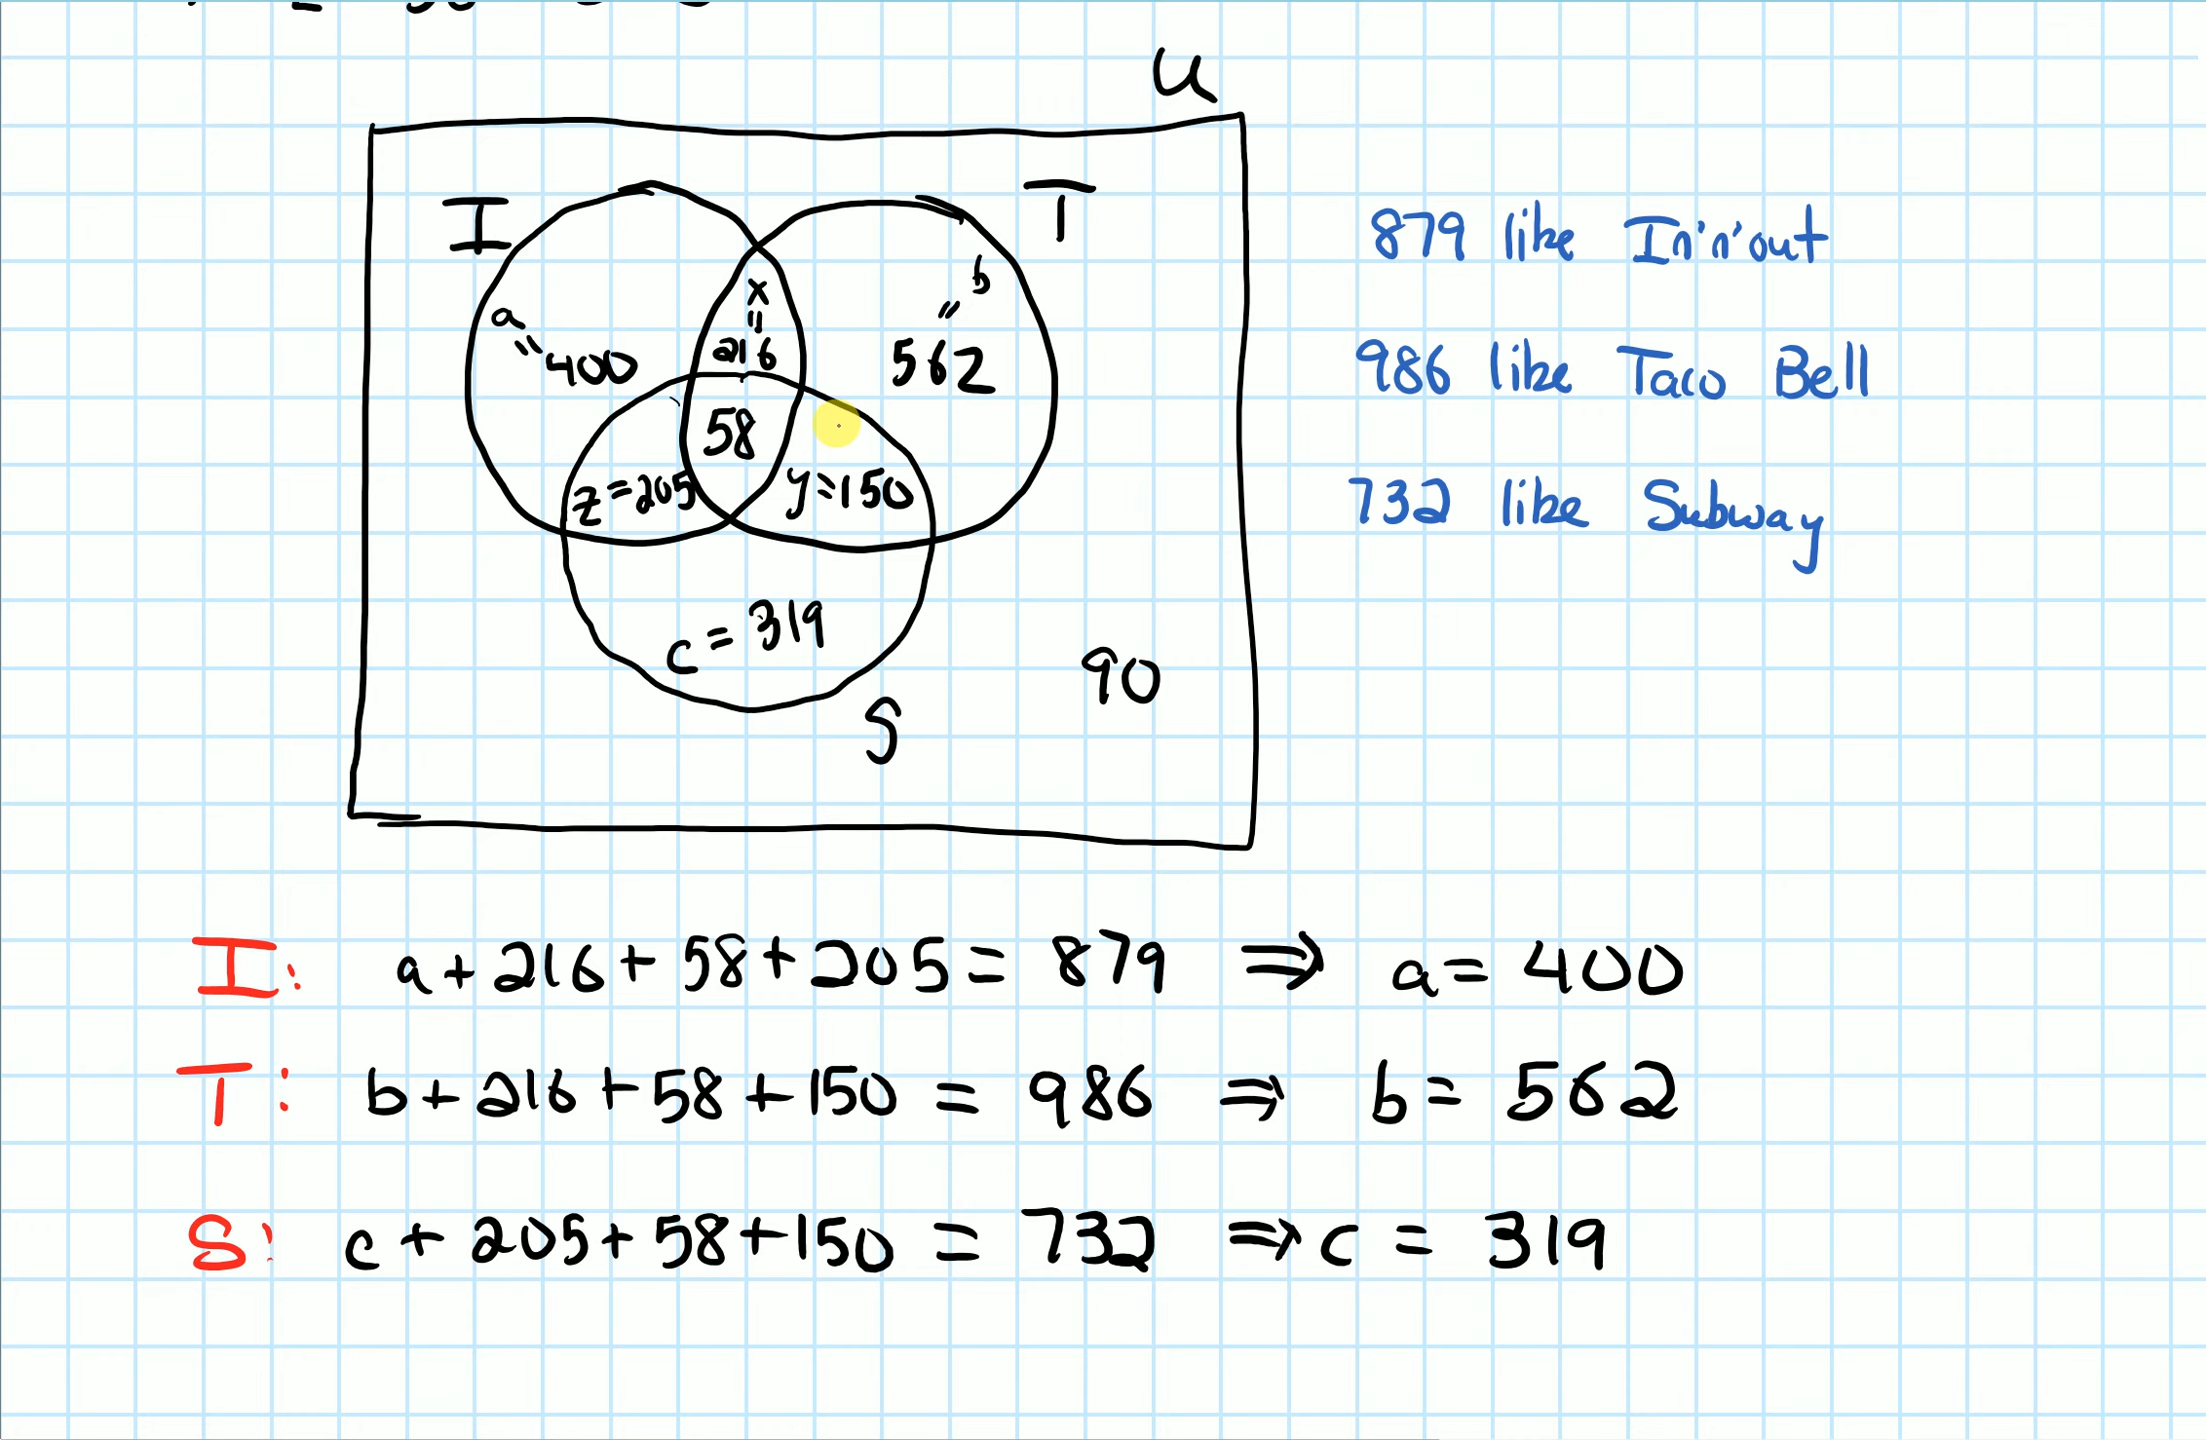 U
I
T
a = 400
x = 216
b = 562
58
z = 205
y = 150
c = 319
S
90
879 like In'n'out
986 like Taco Bell
732 like Subway
I: a + 216 + 58 + 205 = 879 ⇒ a = 400
T: b + 216 + 58 + 150 = 986 ⇒ b = 562
S: c + 205 + 58 + 150 = 732 ⇒ c = 319